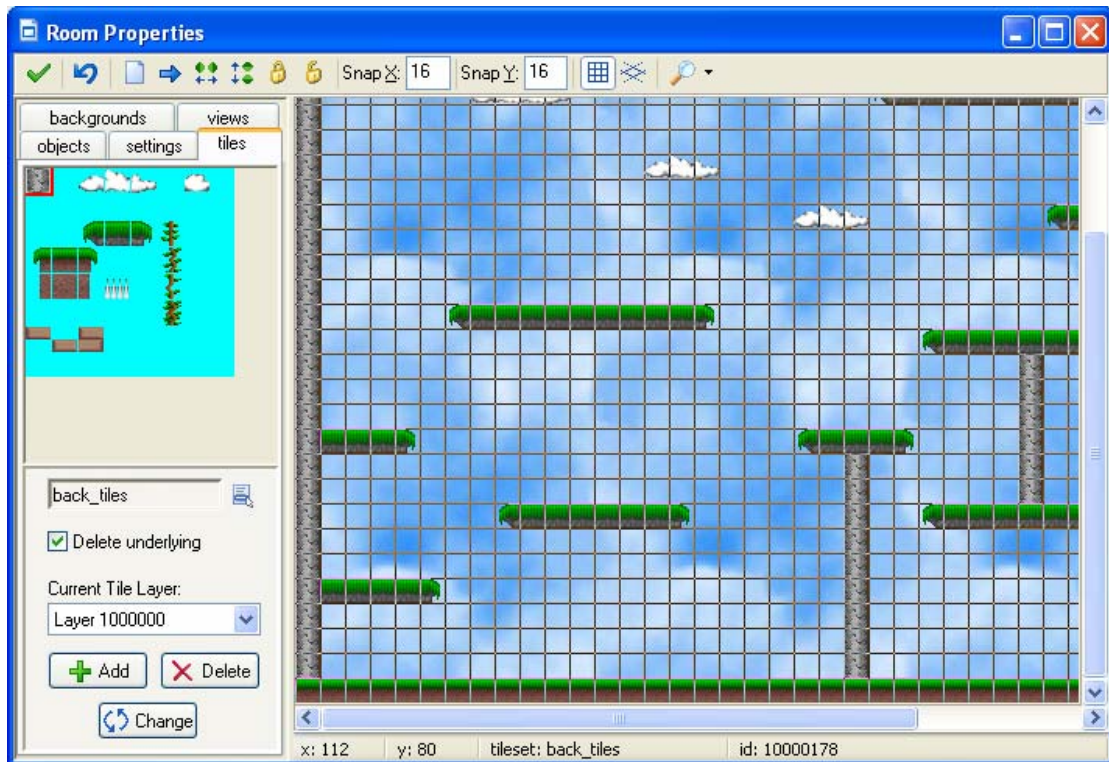 Room Properties
Snap X: 16 Snap Y: 16
backgrounds views
objects settings tiles
back_tiles
Delete underlying
Current Tile Layer:
Layer 1000000
Add Delete
Change
x: 112 y: 80 tileset: back_tiles id: 10000178